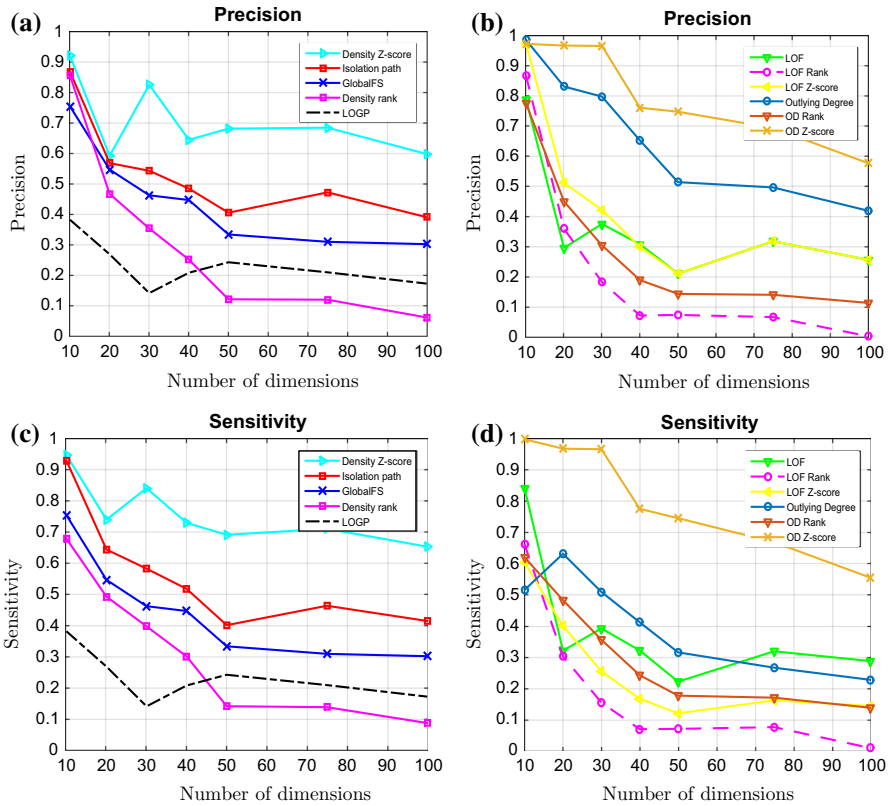 (a)
Precision
1
0.9
0.8
0.7
0.6
0.5
0.4
0.3
0.2
0.1
0
Precision
10 20 30 40 50 60 70 80 90 100
Number of dimensions
Density Z-score
Isolation path
GlobalFS
Density rank
LOGP
(b)
Precision
1
0.9
0.8
0.7
0.6
0.5
0.4
0.3
0.2
0.1
0
Precision
10 20 30 40 50 60 70 80 90 100
Number of dimensions
LOF
LOF Rank
LOF Z-score
Outlying Degree
OD Rank
OD Z-score
(c)
Sensitivity
1
0.9
0.8
0.7
0.6
0.5
0.4
0.3
0.2
0.1
0
Sensitivity
10 20 30 40 50 60 70 80 90 100
Number of dimensions
Density Z-score
Isolation path
GlobalFS
Density rank
LOGP
(d)
Sensitivity
1
0.9
0.8
0.7
0.6
0.5
0.4
0.3
0.2
0.1
0
Sensitivity
10 20 30 40 50 60 70 80 90 100
Number of dimensions
LOF
LOF Rank
LOF Z-score
Outlying Degree
OD Rank
OD Z-score